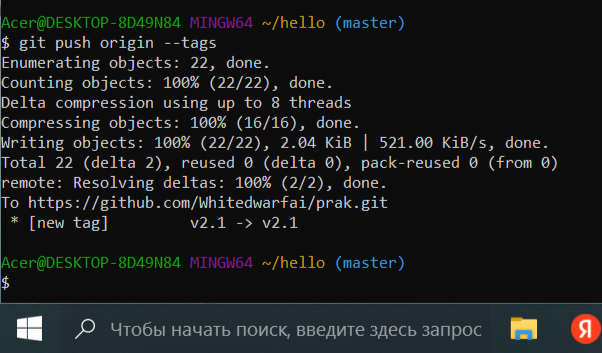 Acer@DESKTOP-8D49N84 MINGW64 ~/hello (master)
$ git push origin --tags
Enumerating objects: 22, done.
Counting objects: 100% (22/22), done.
Delta compression using up to 8 threads
Compressing objects: 100% (16/16), done.
Writing objects: 100% (22/22), 2.04 KiB | 521.00 KiB/s, done.
Total 22 (delta 2), reused 0 (delta 0), pack-reused 0 (from 0)
remote: Resolving deltas: 100% (2/2), done.
To https://github.com/Whitedwarfai/prak.git
 * [new tag]         v2.1 -> v2.1
Acer@DESKTOP-8D49N84 MINGW64 ~/hello (master)
$
Чтобы начать поиск, введите здесь запрос
Я